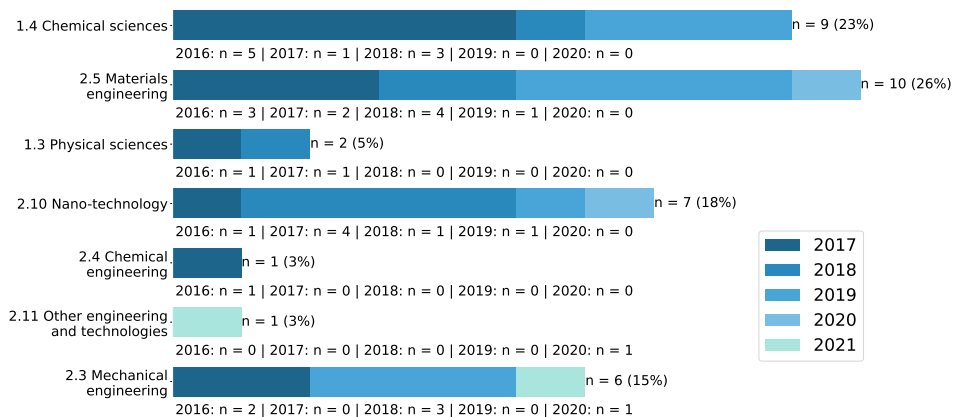 1.4 Chemical sciences
n = 9 (23%)
2016: n = 5 | 2017: n = 1 | 2018: n = 3 | 2019: n = 0 | 2020: n = 0
2.5 Materials
engineering
n = 10 (26%)
2016: n = 3 | 2017: n = 2 | 2018: n = 4 | 2019: n = 1 | 2020: n = 0
1.3 Physical sciences
n = 2 (5%)
2016: n = 1 | 2017: n = 1 | 2018: n = 0 | 2019: n = 0 | 2020: n = 0
2.10 Nano-technology
n = 7 (18%)
2016: n = 1 | 2017: n = 4 | 2018: n = 1 | 2019: n = 1 | 2020: n = 0
2.4 Chemical
engineering
n = 1 (3%)
2016: n = 1 | 2017: n = 0 | 2018: n = 0 | 2019: n = 0 | 2020: n = 0
2.11 Other engineering
and technologies
n = 1 (3%)
2016: n = 0 | 2017: n = 0 | 2018: n = 0 | 2019: n = 0 | 2020: n = 1
2.3 Mechanical
engineering
n = 6 (15%)
2016: n = 2 | 2017: n = 0 | 2018: n = 3 | 2019: n = 0 | 2020: n = 1
2017
2018
2019
2020
2021